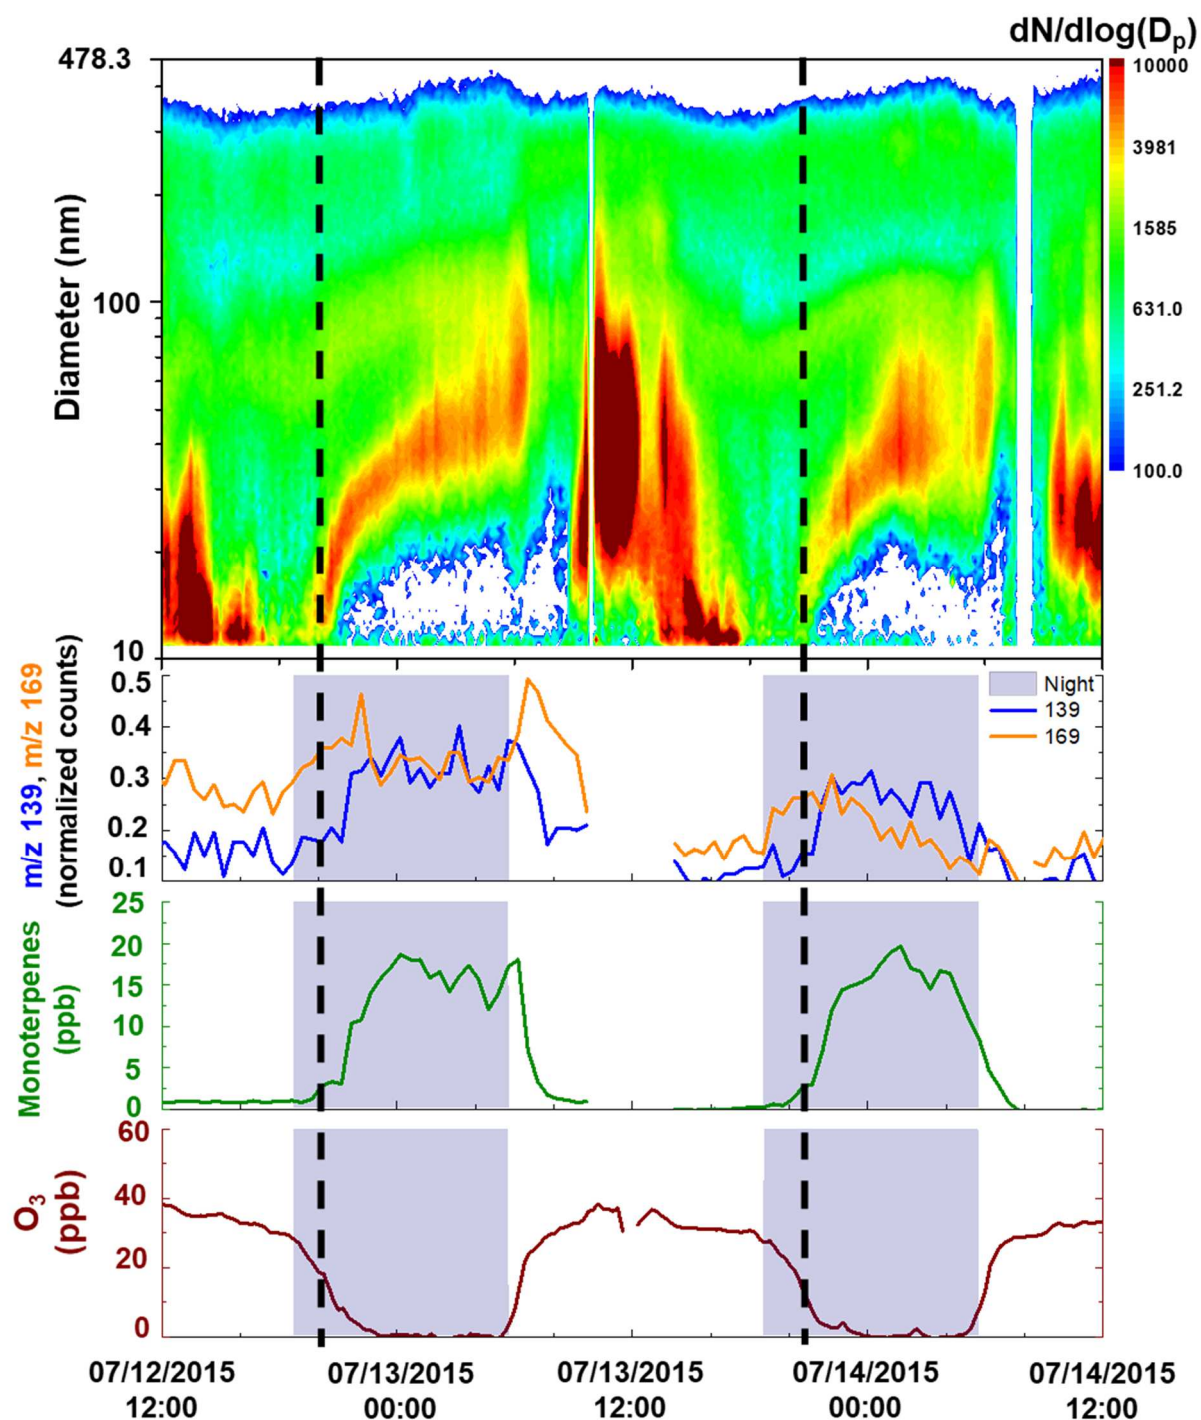 dN/dlog(Dp)
478.3
10000
3981
1585
631.0
251.2
100.0
Diameter (nm)
100
10
m/z 139, m/z 169
(normalized counts)
0.5
0.4
0.3
0.2
0.1
Night
139
169
Monoterpenes
(ppb)
25
20
15
10
5
0
O3
(ppb)
60
40
20
0
07/12/2015 07/13/2015 07/13/2015 07/14/2015 07/14/2015
12:00 00:00 12:00 00:00 12:00